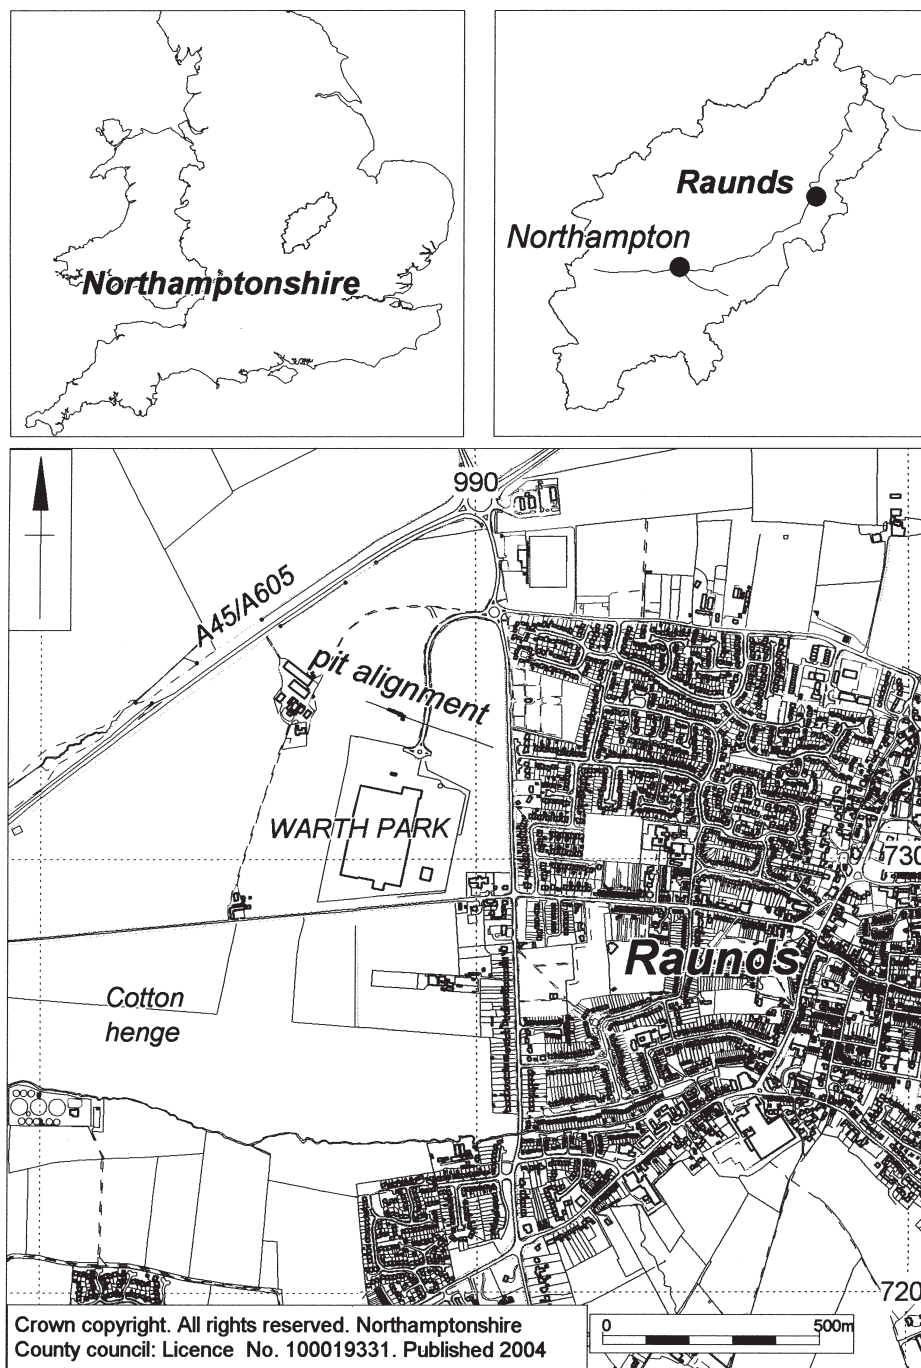 Northamptonshire
Raunds
Northampton
990
A45/A605
pit alignment
WARTH PARK
730
Raunds
Cotton
henge
720
Crown copyright. All rights reserved. Northamptonshire
County council: Licence No. 100019331. Published 2004
0 500m